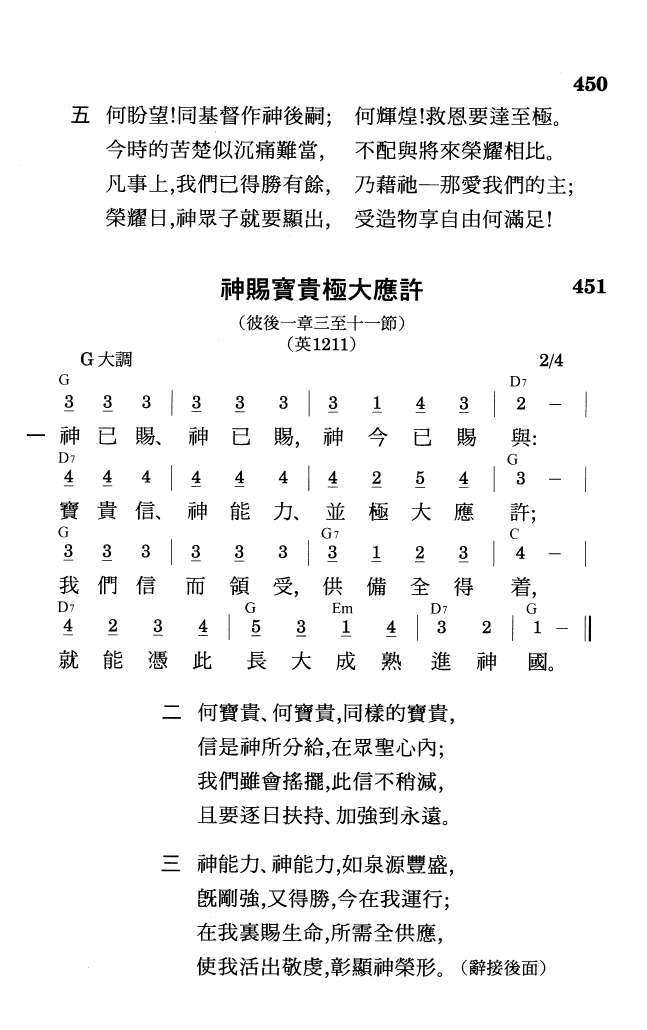 450
五 何盼望!同基督作神後嗣; 何輝煌!救恩要達至極。
今時的苦楚似沉痛難當, 不配與將來榮耀相比。
凡事上,我們已得勝有餘, 乃藉祂—那愛我們的主;
榮耀日,神眾子就要顯出, 受造物享自由何滿足!
神賜寶貴極大應許 451
(彼後一章三至十一節)
(英1211)
G大調 2/4
G D7
3 3 3 | 3 3 3 | 3 1 4 3 | 2 – |
一 神已賜、神已賜, 神今已賜與:
D7 G
4 4 4 | 4 4 4 | 4 2 5 4 | 3 – |
寶貴信、神能力、並極大應許;
G G7 C
3 3 3 | 3 3 3 | 3 1 2 3 | 4 – |
我們信而領受, 供備全得着,
D7 G Em D7 G
4 2 3 4 | 5 3 1 4 | 3 2 | 1 – ‖
就能憑此長大成熟進神國。
二 何寶貴、何寶貴,同樣的寶貴,
信是神所分給,在眾聖心內;
我們雖會搖擺,此信不稍減,
且要逐日扶持、加強到永遠。
三 神能力、神能力,如泉源豐盛,
既剛強,又得勝,今在我運行;
在我裏賜生命,所需全供應,
使我活出敬虔,彰顯神榮形。(辭接後面)